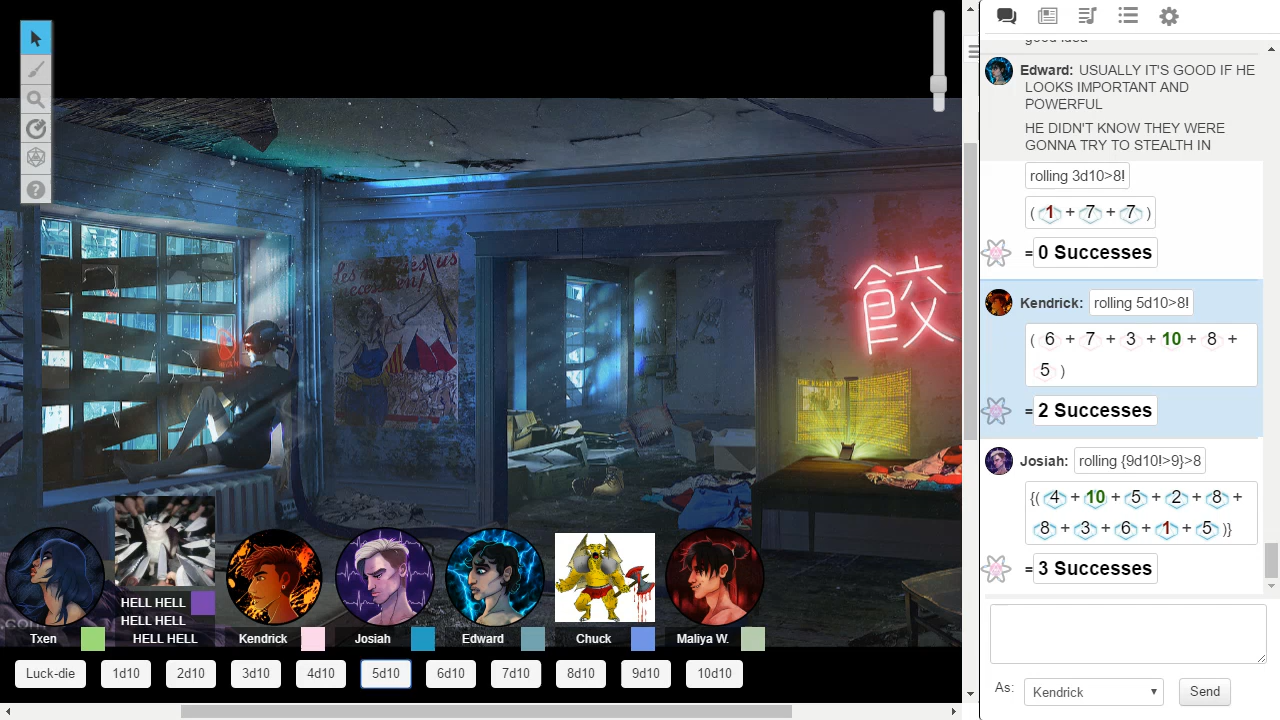 good idea
Edward: USUALLY IT'S GOOD IF HE
LOOKS IMPORTANT AND
POWERFUL
HE DIDN'T KNOW THEY WERE
GONNA TRY TO STEALTH IN
rolling 3d10>8!
( 1 + 7 + 7 )
= 0 Successes
Kendrick: rolling 5d10>8!
( 6 + 7 + 3 + 10 + 8 +
5 )
= 2 Successes
Josiah: rolling {9d10!>9}>8
{( 4 + 10 + 5 + 2 + 8 +
8 + 3 + 6 + 1 + 5 )}
= 3 Successes
As: Kendrick Send
餃
HELL HELL
HELL HELL
HELL HELL
Txen Kendrick Josiah Edward Chuck Maliya W.
Luck-die 1d10 2d10 3d10 4d10 5d10 6d10 7d10 8d10 9d10 10d10